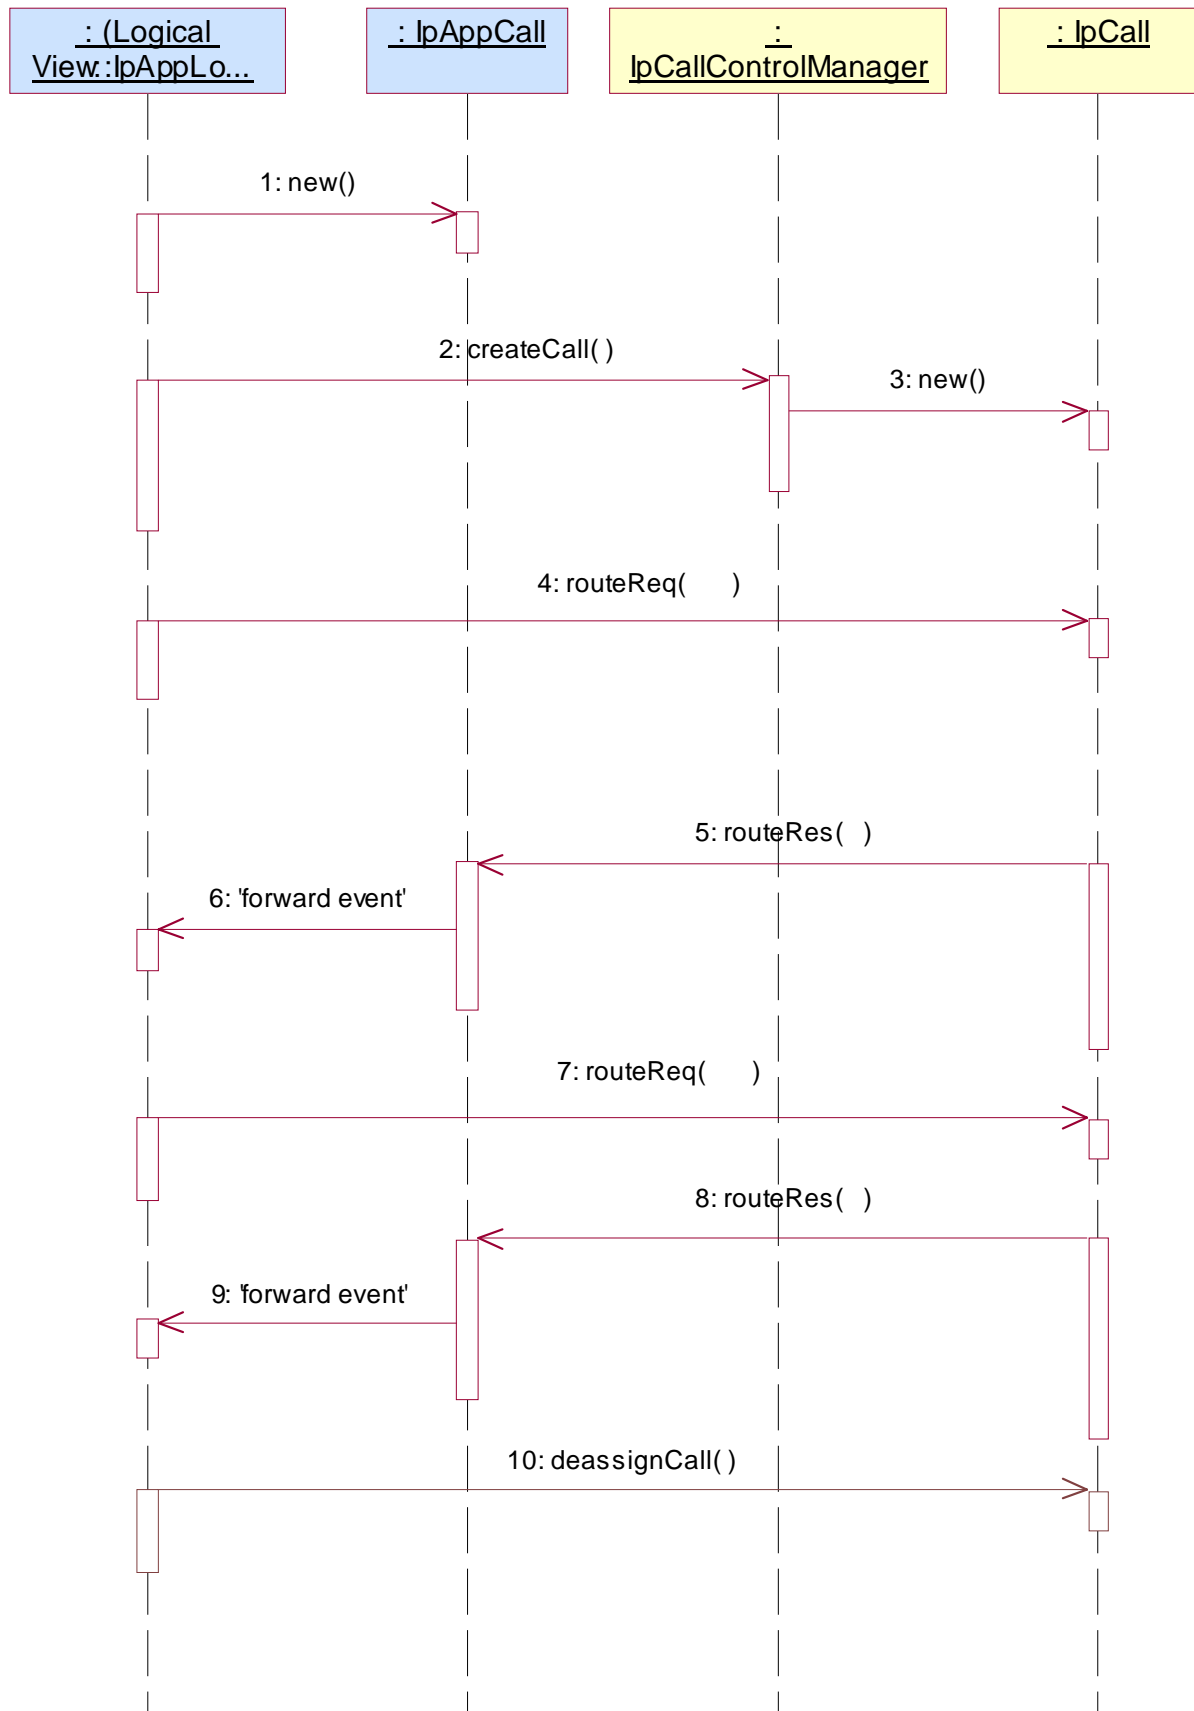 : (Logical
View::IpAppLo...
: IpAppCall
:
IpCallControlManager
: IpCall
1: new()
2: createCall( )
3: new()
4: routeReq( )
5: routeRes( )
6: 'forward event'
7: routeReq( )
8: routeRes( )
9: 'forward event'
10: deassignCall( )